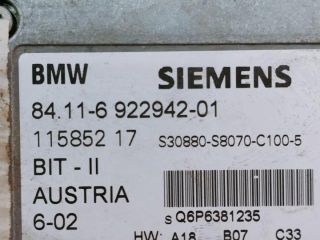 BMW SIEMENS
84.11-6 922942-01
115852 17 S30880-S8070-C100-5
BIT - II
AUSTRIA
6-02 s Q6P6381235
HW: A18 B07 C33